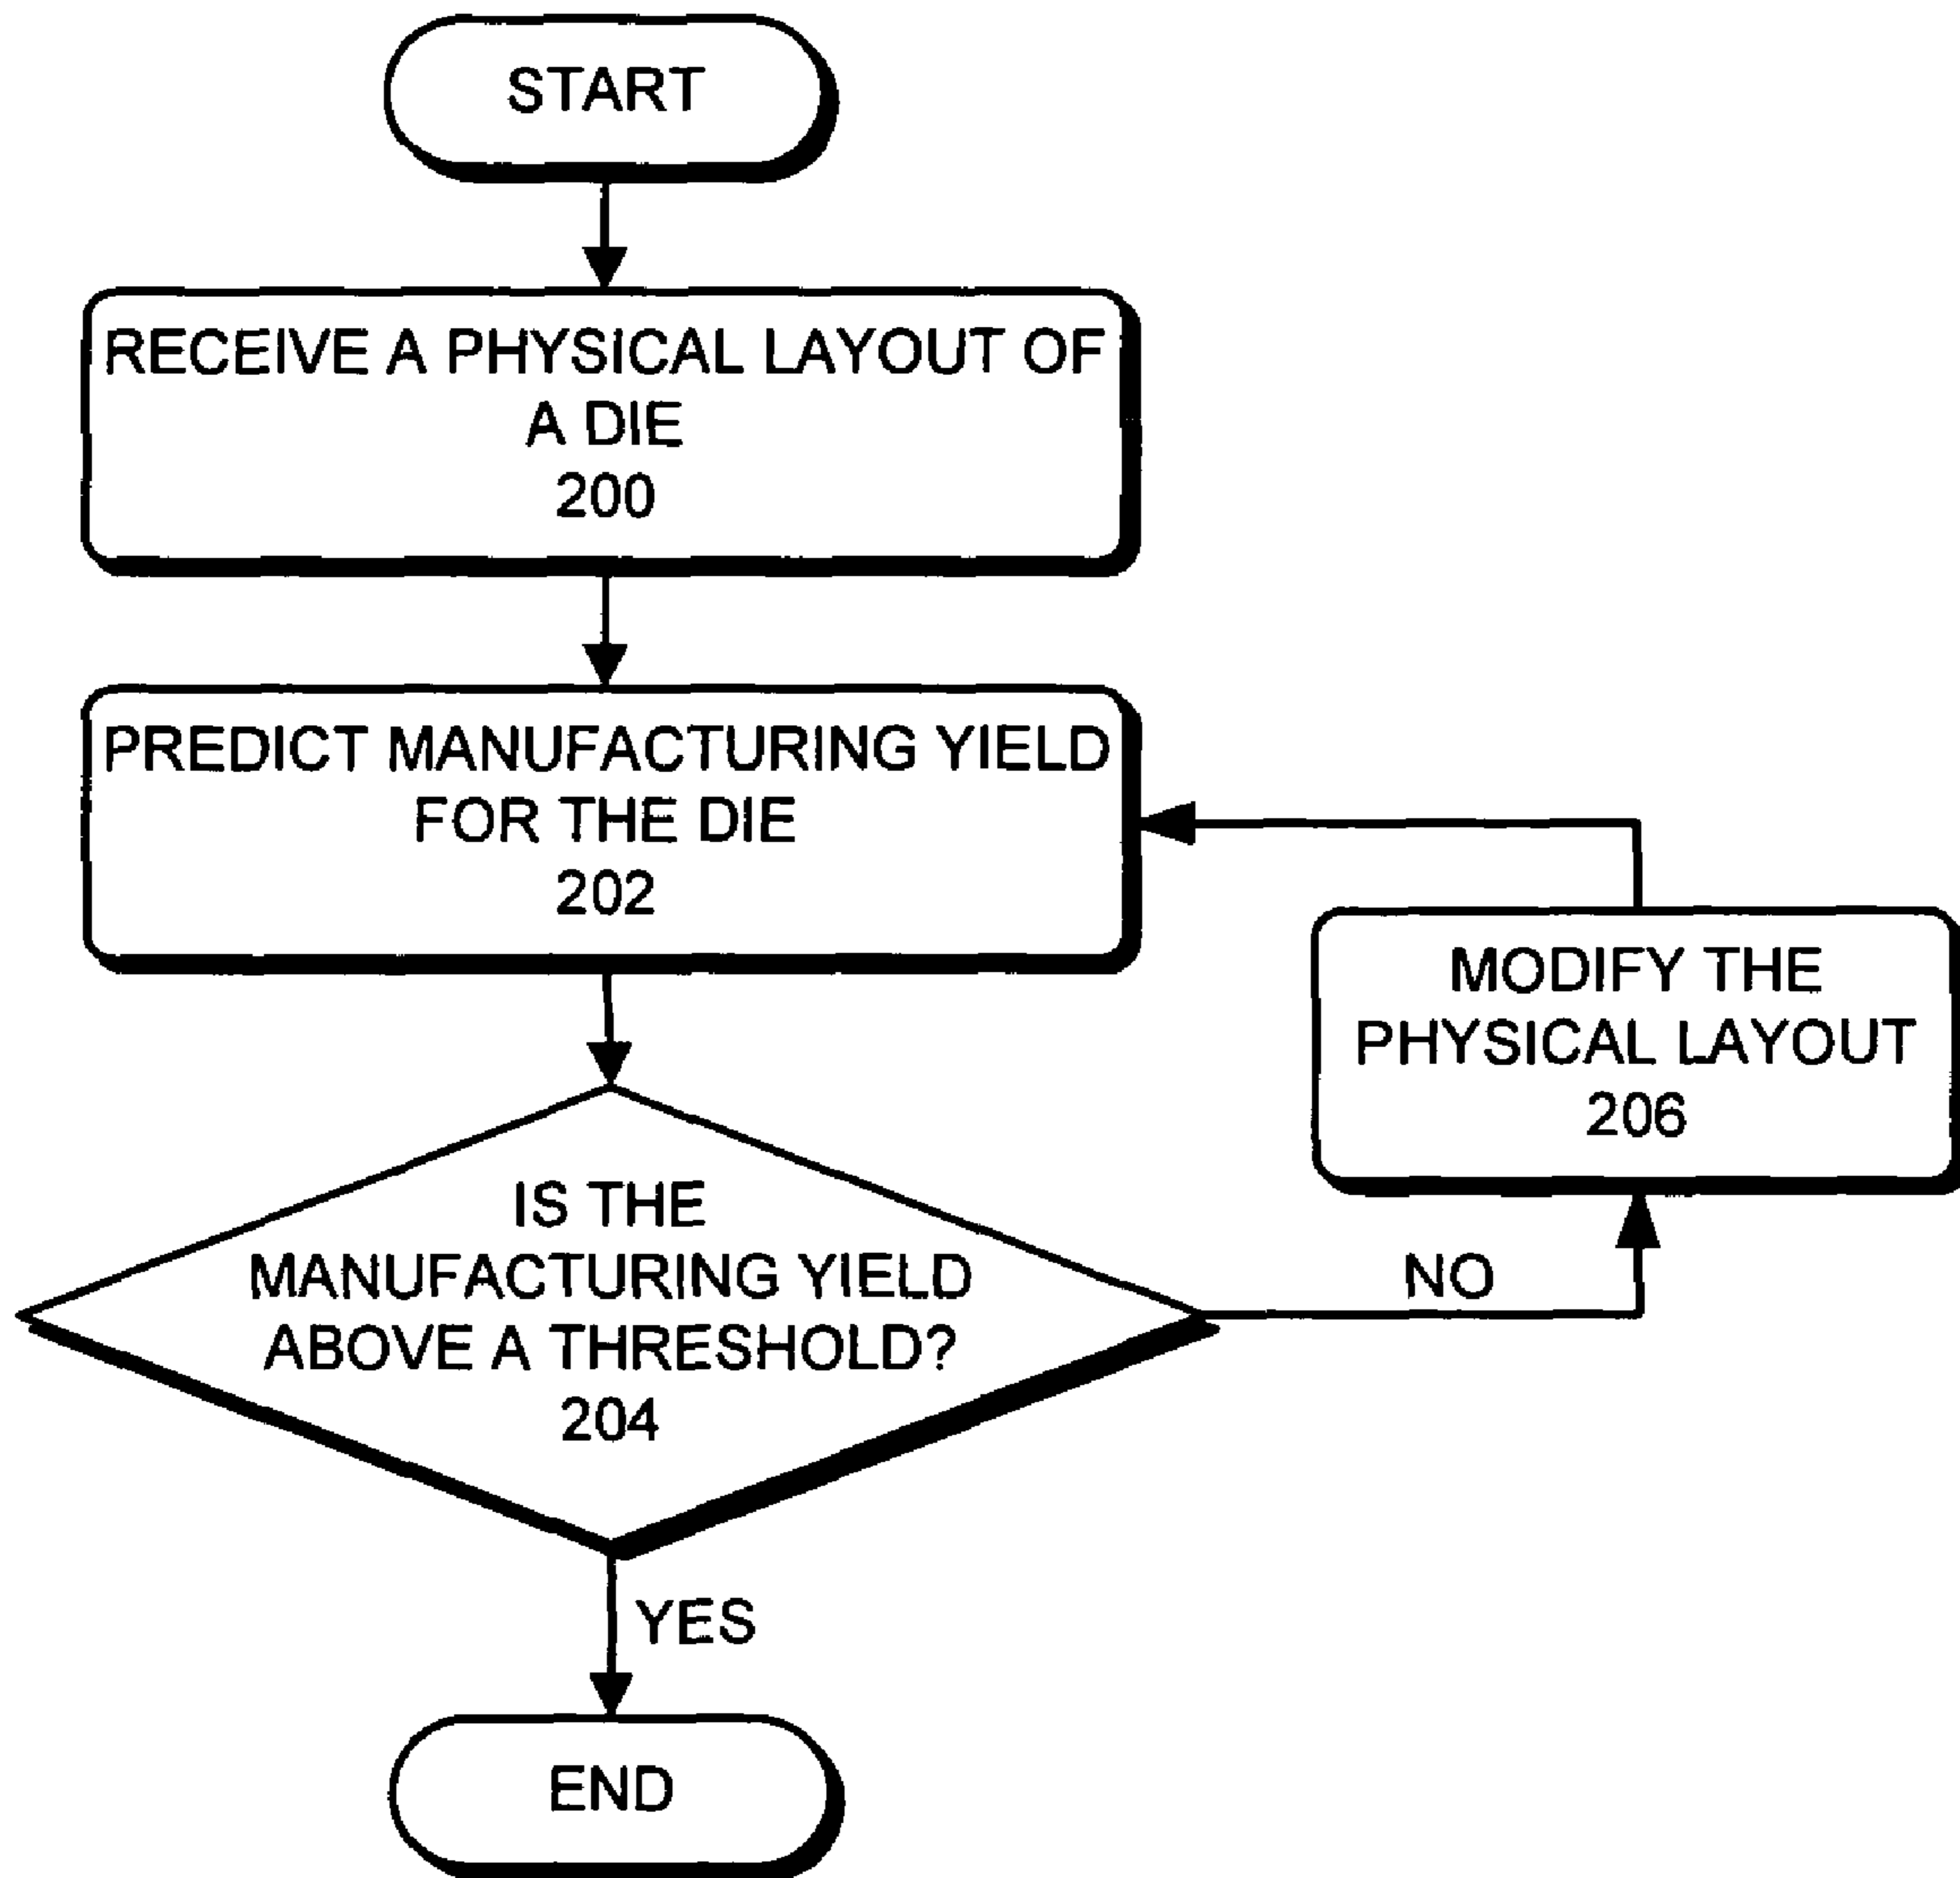 START
RECEIVE A PHYSICAL LAYOUT OF
A DIE
200
PREDICT MANUFACTURING YIELD
FOR THE DIE
202
MODIFY THE
PHYSICAL LAYOUT
206
IS THE
MANUFACTURING YIELD
ABOVE A THRESHOLD?
204
NO
YES
END